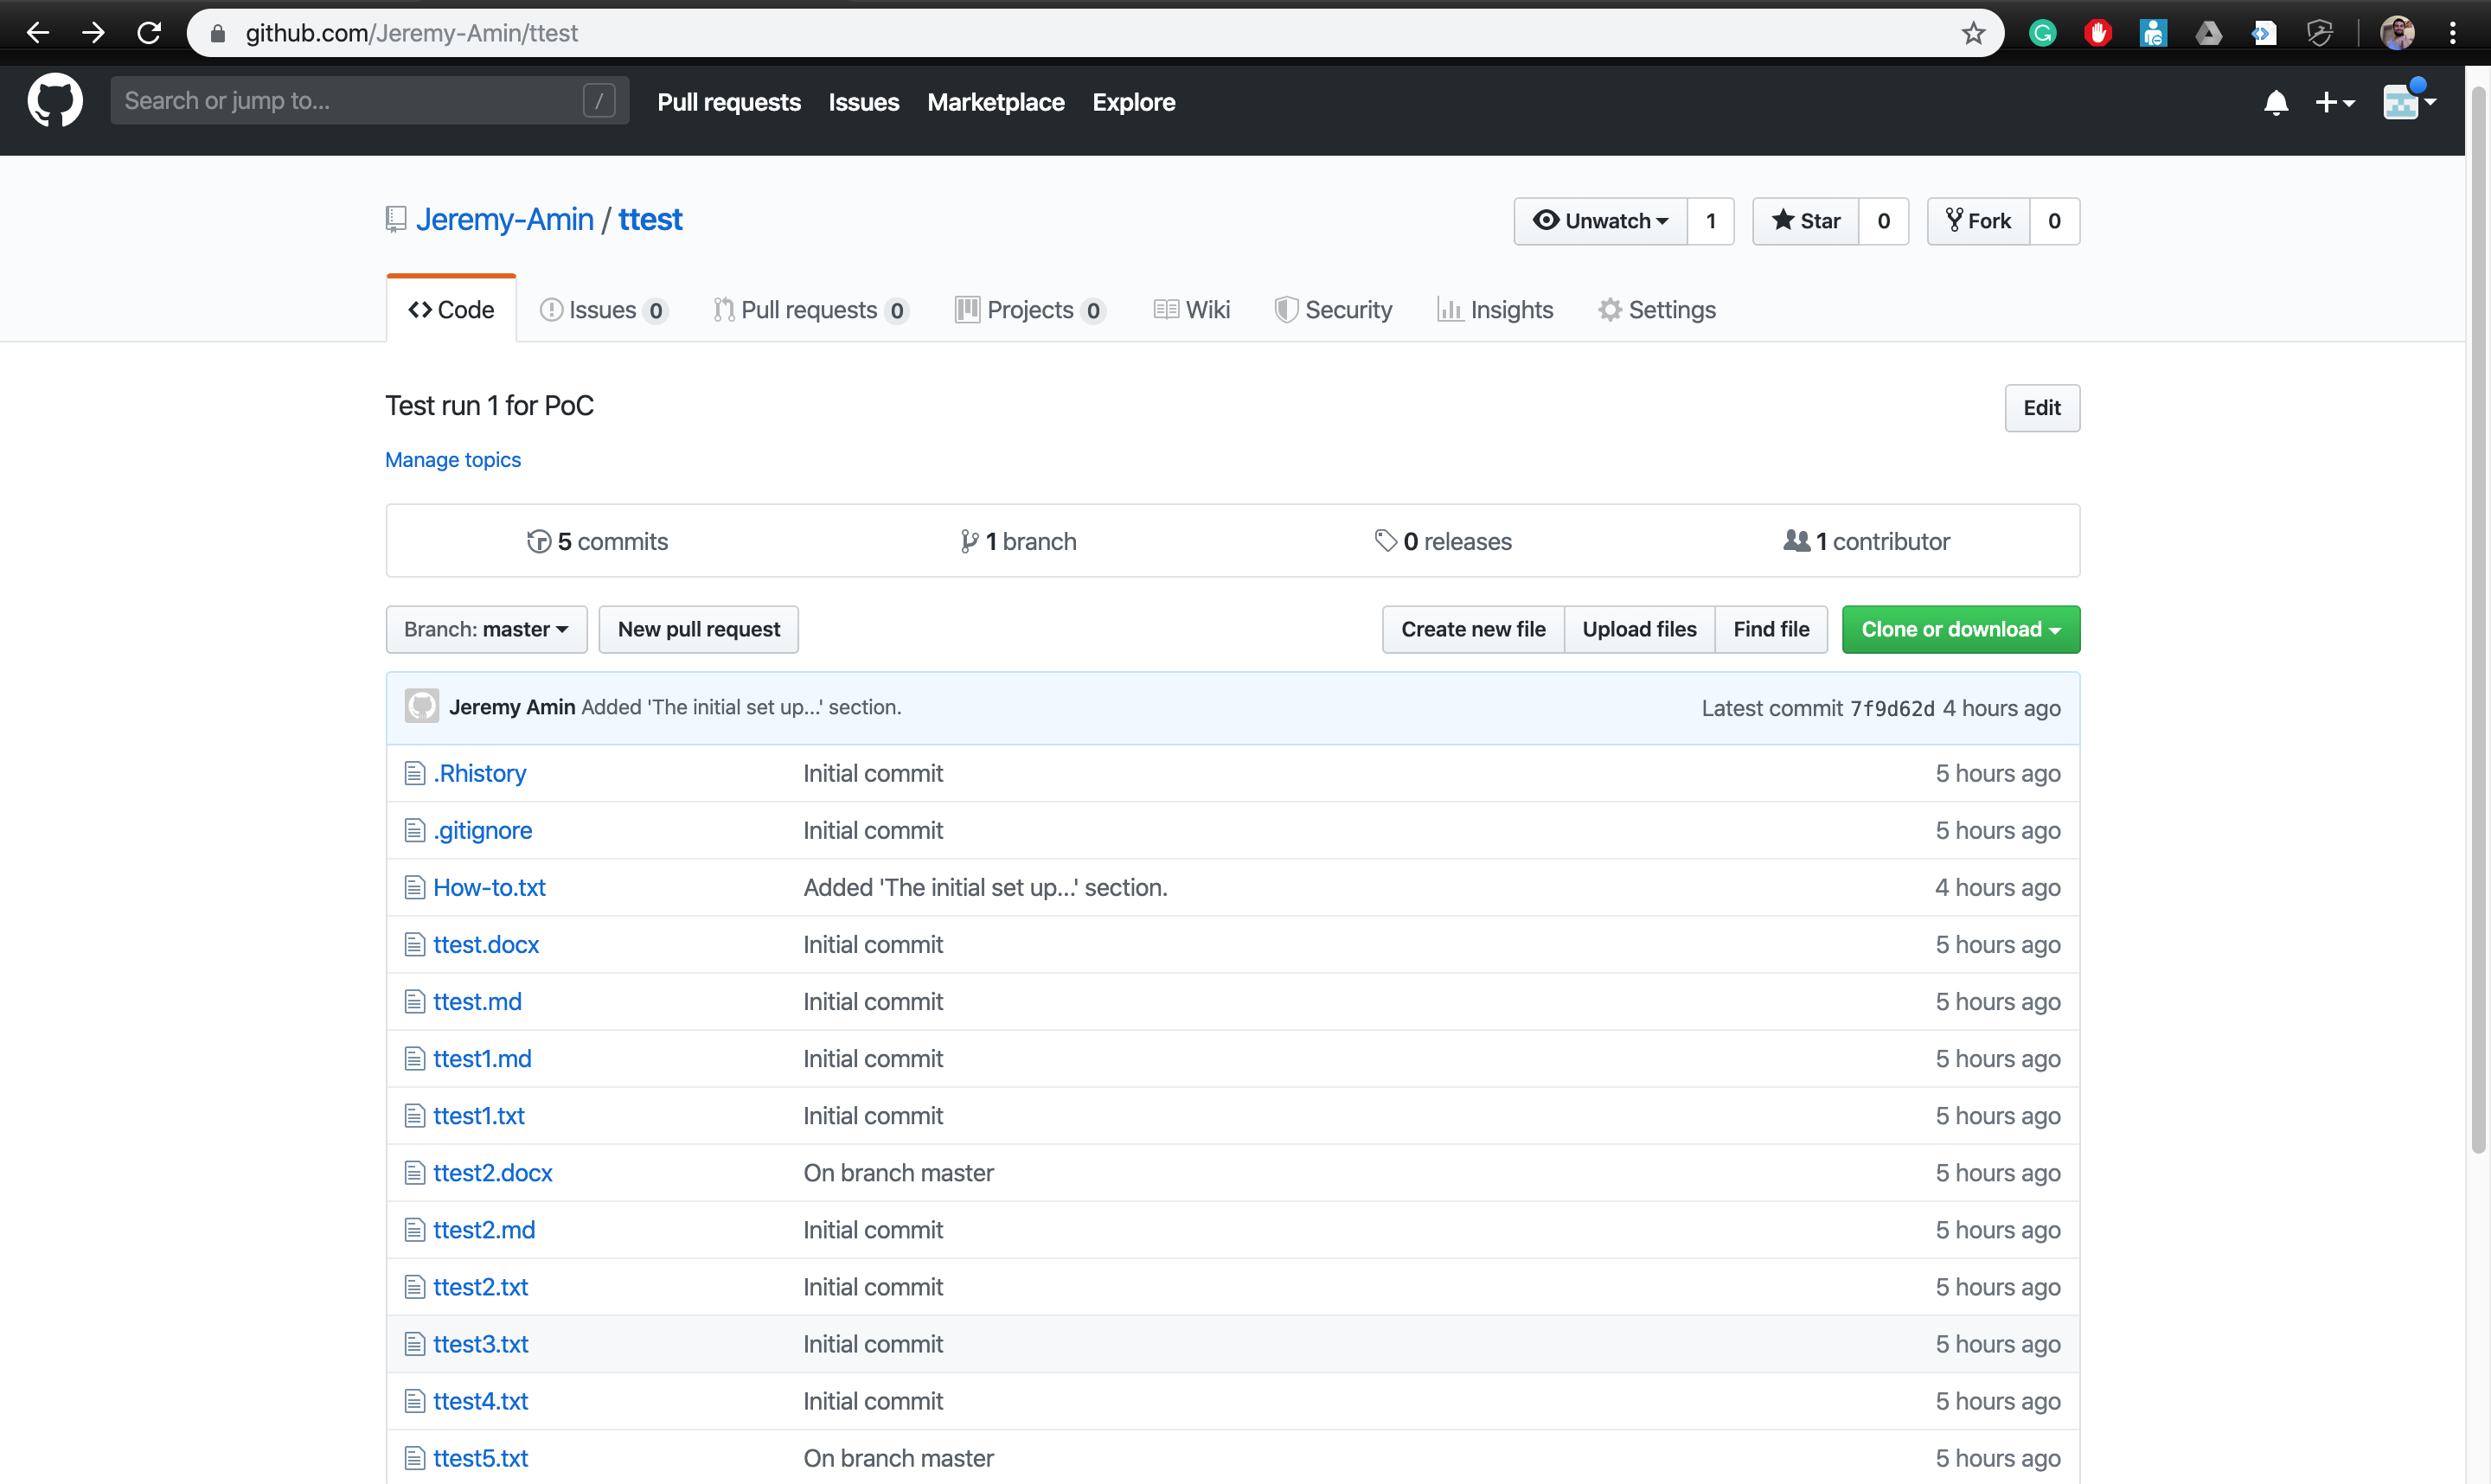 github.com/Jeremy-Amin/ttest
Search or jump to... / Pull requests Issues Marketplace Explore
Jeremy-Amin / ttest Unwatch 1 Star 0 Fork 0
Code Issues 0 Pull requests 0 Projects 0 Wiki Security Insights Settings
Test run 1 for PoC Edit
Manage topics
5 commits 1 branch 0 releases 1 contributor
Branch: master New pull request Create new file Upload files Find file Clone or download
Jeremy Amin Added 'The initial set up...' section. Latest commit 7f9d62d 4 hours ago
.Rhistory Initial commit 5 hours ago
.gitignore Initial commit 5 hours ago
How-to.txt Added 'The initial set up...' section. 4 hours ago
ttest.docx Initial commit 5 hours ago
ttest.md Initial commit 5 hours ago
ttest1.md Initial commit 5 hours ago
ttest1.txt Initial commit 5 hours ago
ttest2.docx On branch master 5 hours ago
ttest2.md Initial commit 5 hours ago
ttest2.txt Initial commit 5 hours ago
ttest3.txt Initial commit 5 hours ago
ttest4.txt Initial commit 5 hours ago
ttest5.txt On branch master 5 hours ago